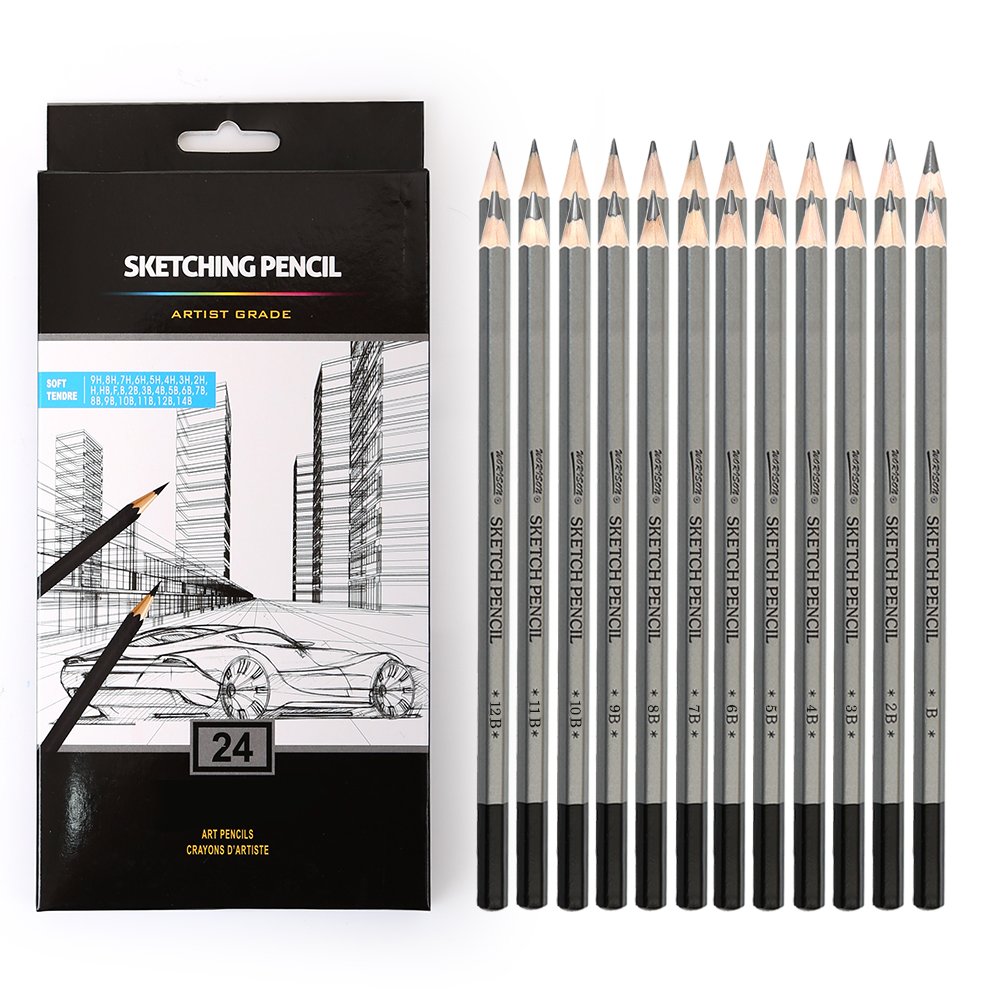 SKETCHING PENCIL
ARTIST GRADE
SOFT
TENDRE
9H,8H,7H,6H,5H,4H,3H,2H,
H,HB,F,B,2B,3B,4B,5B,6B,7B,
8B,9B,10B,11B,12B,14B
24
ART PENCILS
CRAYONS D'ARTISTE
SKETCH PENCIL *12B*
SKETCH PENCIL *11B*
SKETCH PENCIL *10B*
SKETCH PENCIL *9B*
SKETCH PENCIL *8B*
SKETCH PENCIL *7B*
SKETCH PENCIL *6B*
SKETCH PENCIL *5B*
SKETCH PENCIL *4B*
SKETCH PENCIL *3B*
SKETCH PENCIL *2B*
SKETCH PENCIL *B*